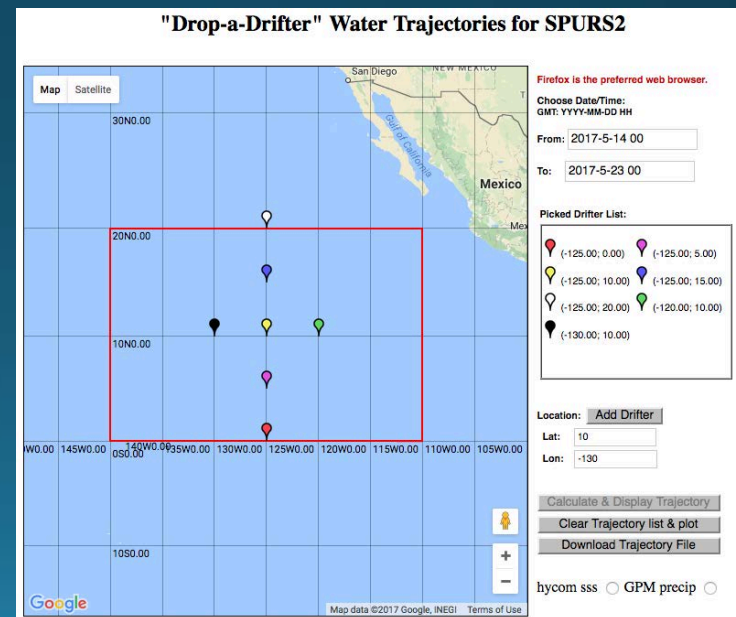 "Drop-a-Drifter" Water Trajectories for SPURS2
Map Satellite
San Diego
NEW MEXICO
T
Gulf of California
Mexico
Mex
30N0.00
20N0.00
10N0.00
0S0.00
10S0.00
W0.00 145W0.00 140W0.00 135W0.00 130W0.00 125W0.00 120W0.00 115W0.00 110W0.00 105W0.00
+
−
Google
Map data ©2017 Google, INEGI Terms of Use
Firefox is the preferred web browser.
Choose Date/Time:
GMT: YYYY-MM-DD HH
From: 2017-5-14 00
To: 2017-5-23 00
Picked Drifter List:
(-125.00; 0.00) (-125.00; 5.00)
(-125.00; 10.00) (-125.00; 15.00)
(-125.00; 20.00) (-120.00; 10.00)
(-130.00; 10.00)
Location: Add Drifter
Lat: 10
Lon: -130
Calculate & Display Trajectory
Clear Trajectory list & plot
Download Trajectory File
hycom sss GPM precip